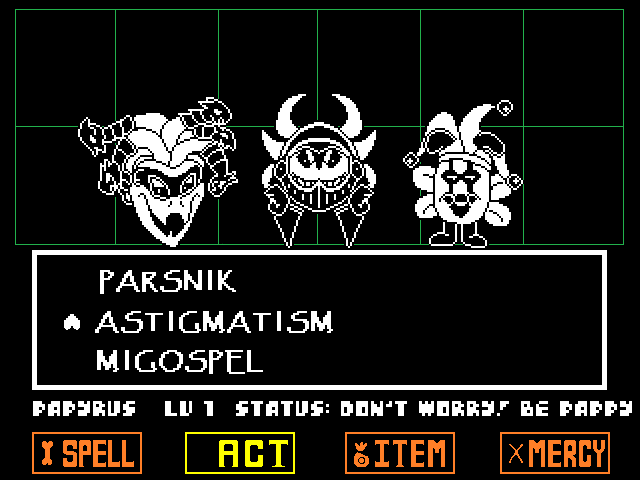 PARSNIK
ASTIGMATISM
MIGOSPEL
PAPYRUS LV 1 STATUS: DON'T WORRY! BE PAPPY
SPELL ACT ITEM MERCY